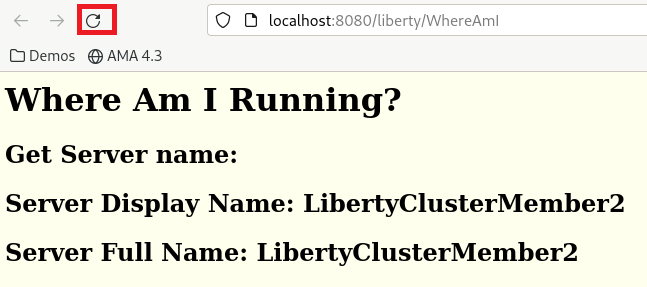 localhost:8080/liberty/WhereAmI
Demos AMA 4.3
Where Am I Running?
Get Server name:
Server Display Name: LibertyClusterMember2
Server Full Name: LibertyClusterMember2